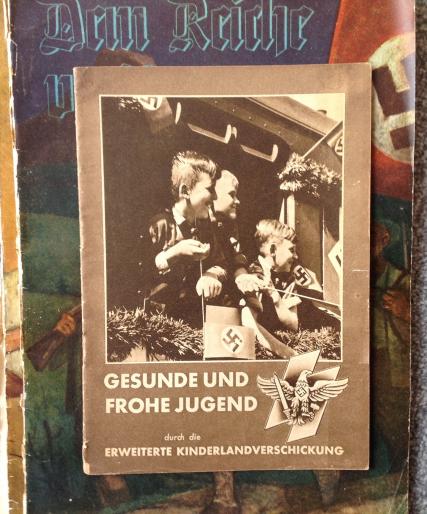 Dem Reiche
GESUNDE UND
FROHE JUGEND
durch die
ERWEITERTE KINDERLANDVERSCHICKUNG